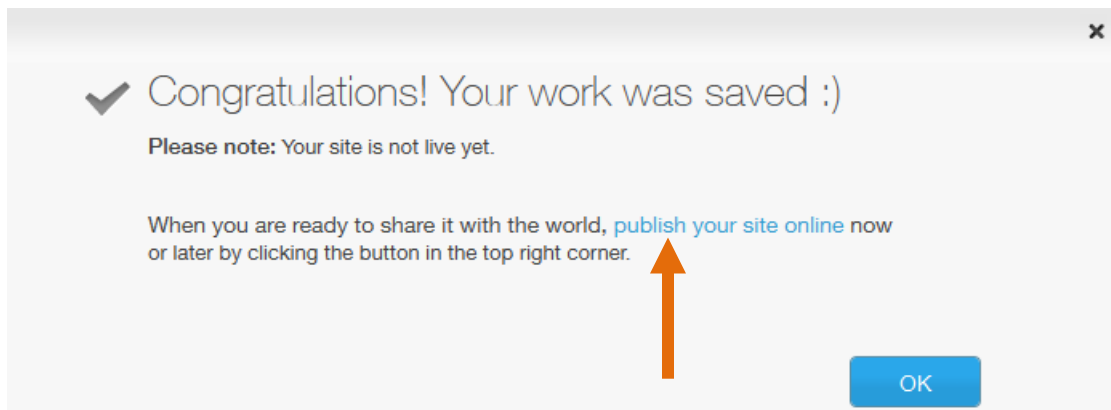 Congratulations! Your work was saved :)
Please note: Your site is not live yet.
When you are ready to share it with the world, publish your site online now
or later by clicking the button in the top right corner.
OK